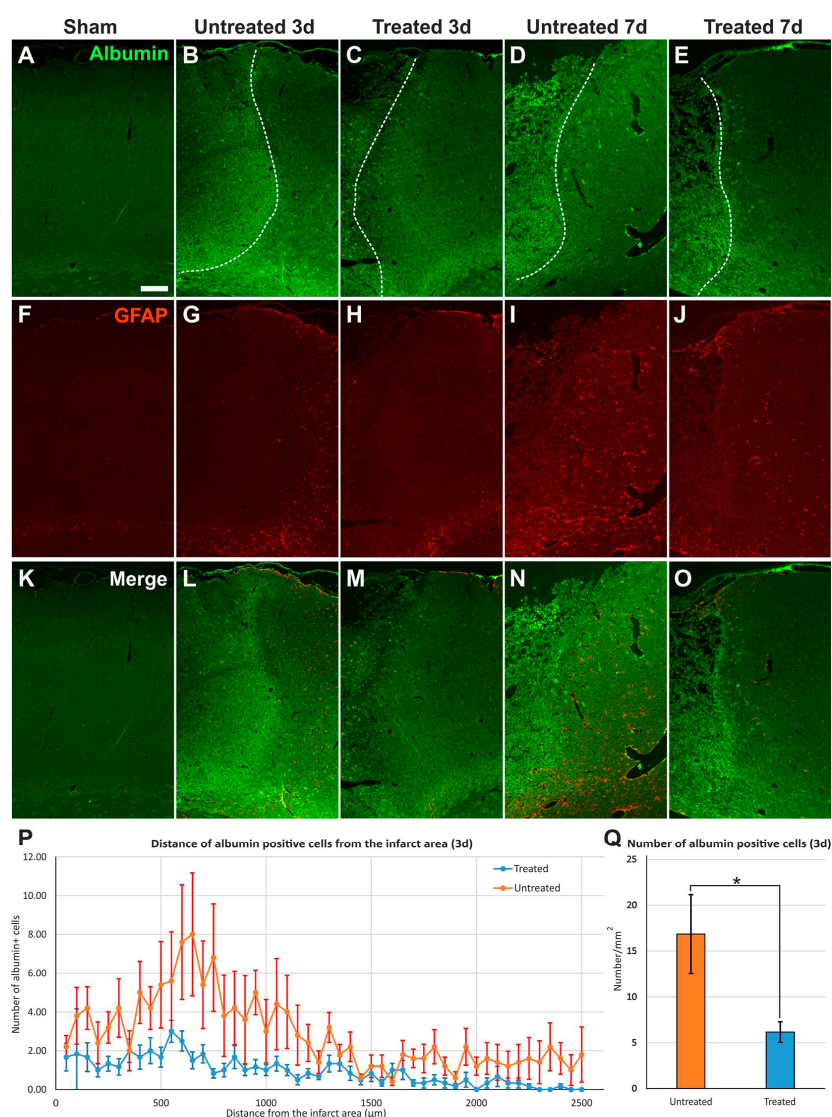 Sham Untreated 3d Treated 3d Untreated 7d Treated 7d
A Albumin B C D E
F GFAP G H I J
K Merge L M N O
P Distance of albumin positive cells from the infarct area (3d)
Number of albumin+ cells
12.00
10.00
8.00
6.00
4.00
2.00
0.00
Treated
Untreated
0 500 1000 1500 2000 2500
Distance from the infarct area (µm)
Q Number of albumin positive cells (3d)
Number/mm²
25
20
15
10
5
0
*
Untreated Treated